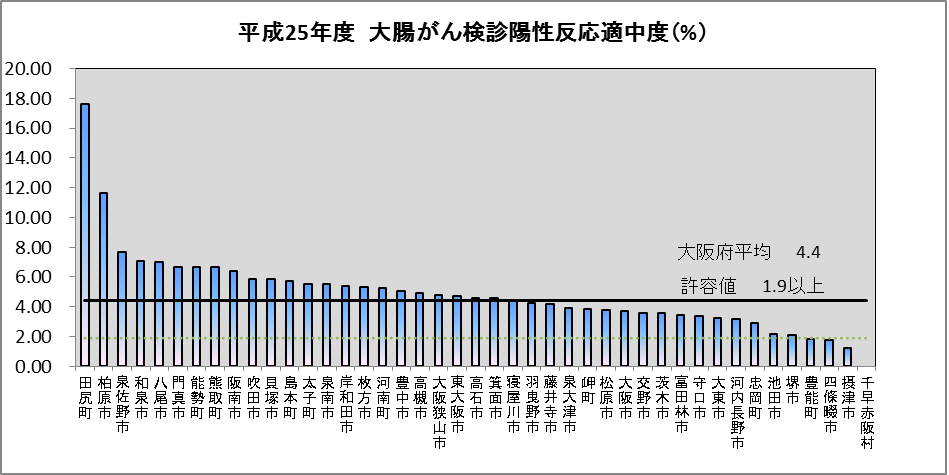 平成25年度　大腸がん検診陽性反応適中度(%)
20.00
18.00
16.00
14.00
12.00
10.00
8.00
6.00
4.00
2.00
0.00
大阪府平均　4.4
許容値　1.9以上
田尻町
柏原市
泉佐野市
和泉市
八尾市
門真市
能勢町
熊取町
阪南市
吹田市
貝塚市
島本町
太子町
泉南市
岸和田市
枚方市
河南町
豊中市
高槻市
大阪狭山市
東大阪市
高石市
箕面市
寝屋川市
羽曳野市
藤井寺市
泉大津市
岬町
松原市
大阪市
交野市
茨木市
富田林市
守口市
大東市
河内長野市
忠岡町
池田市
堺市
豊能町
四條畷市
摂津市
千早赤阪村